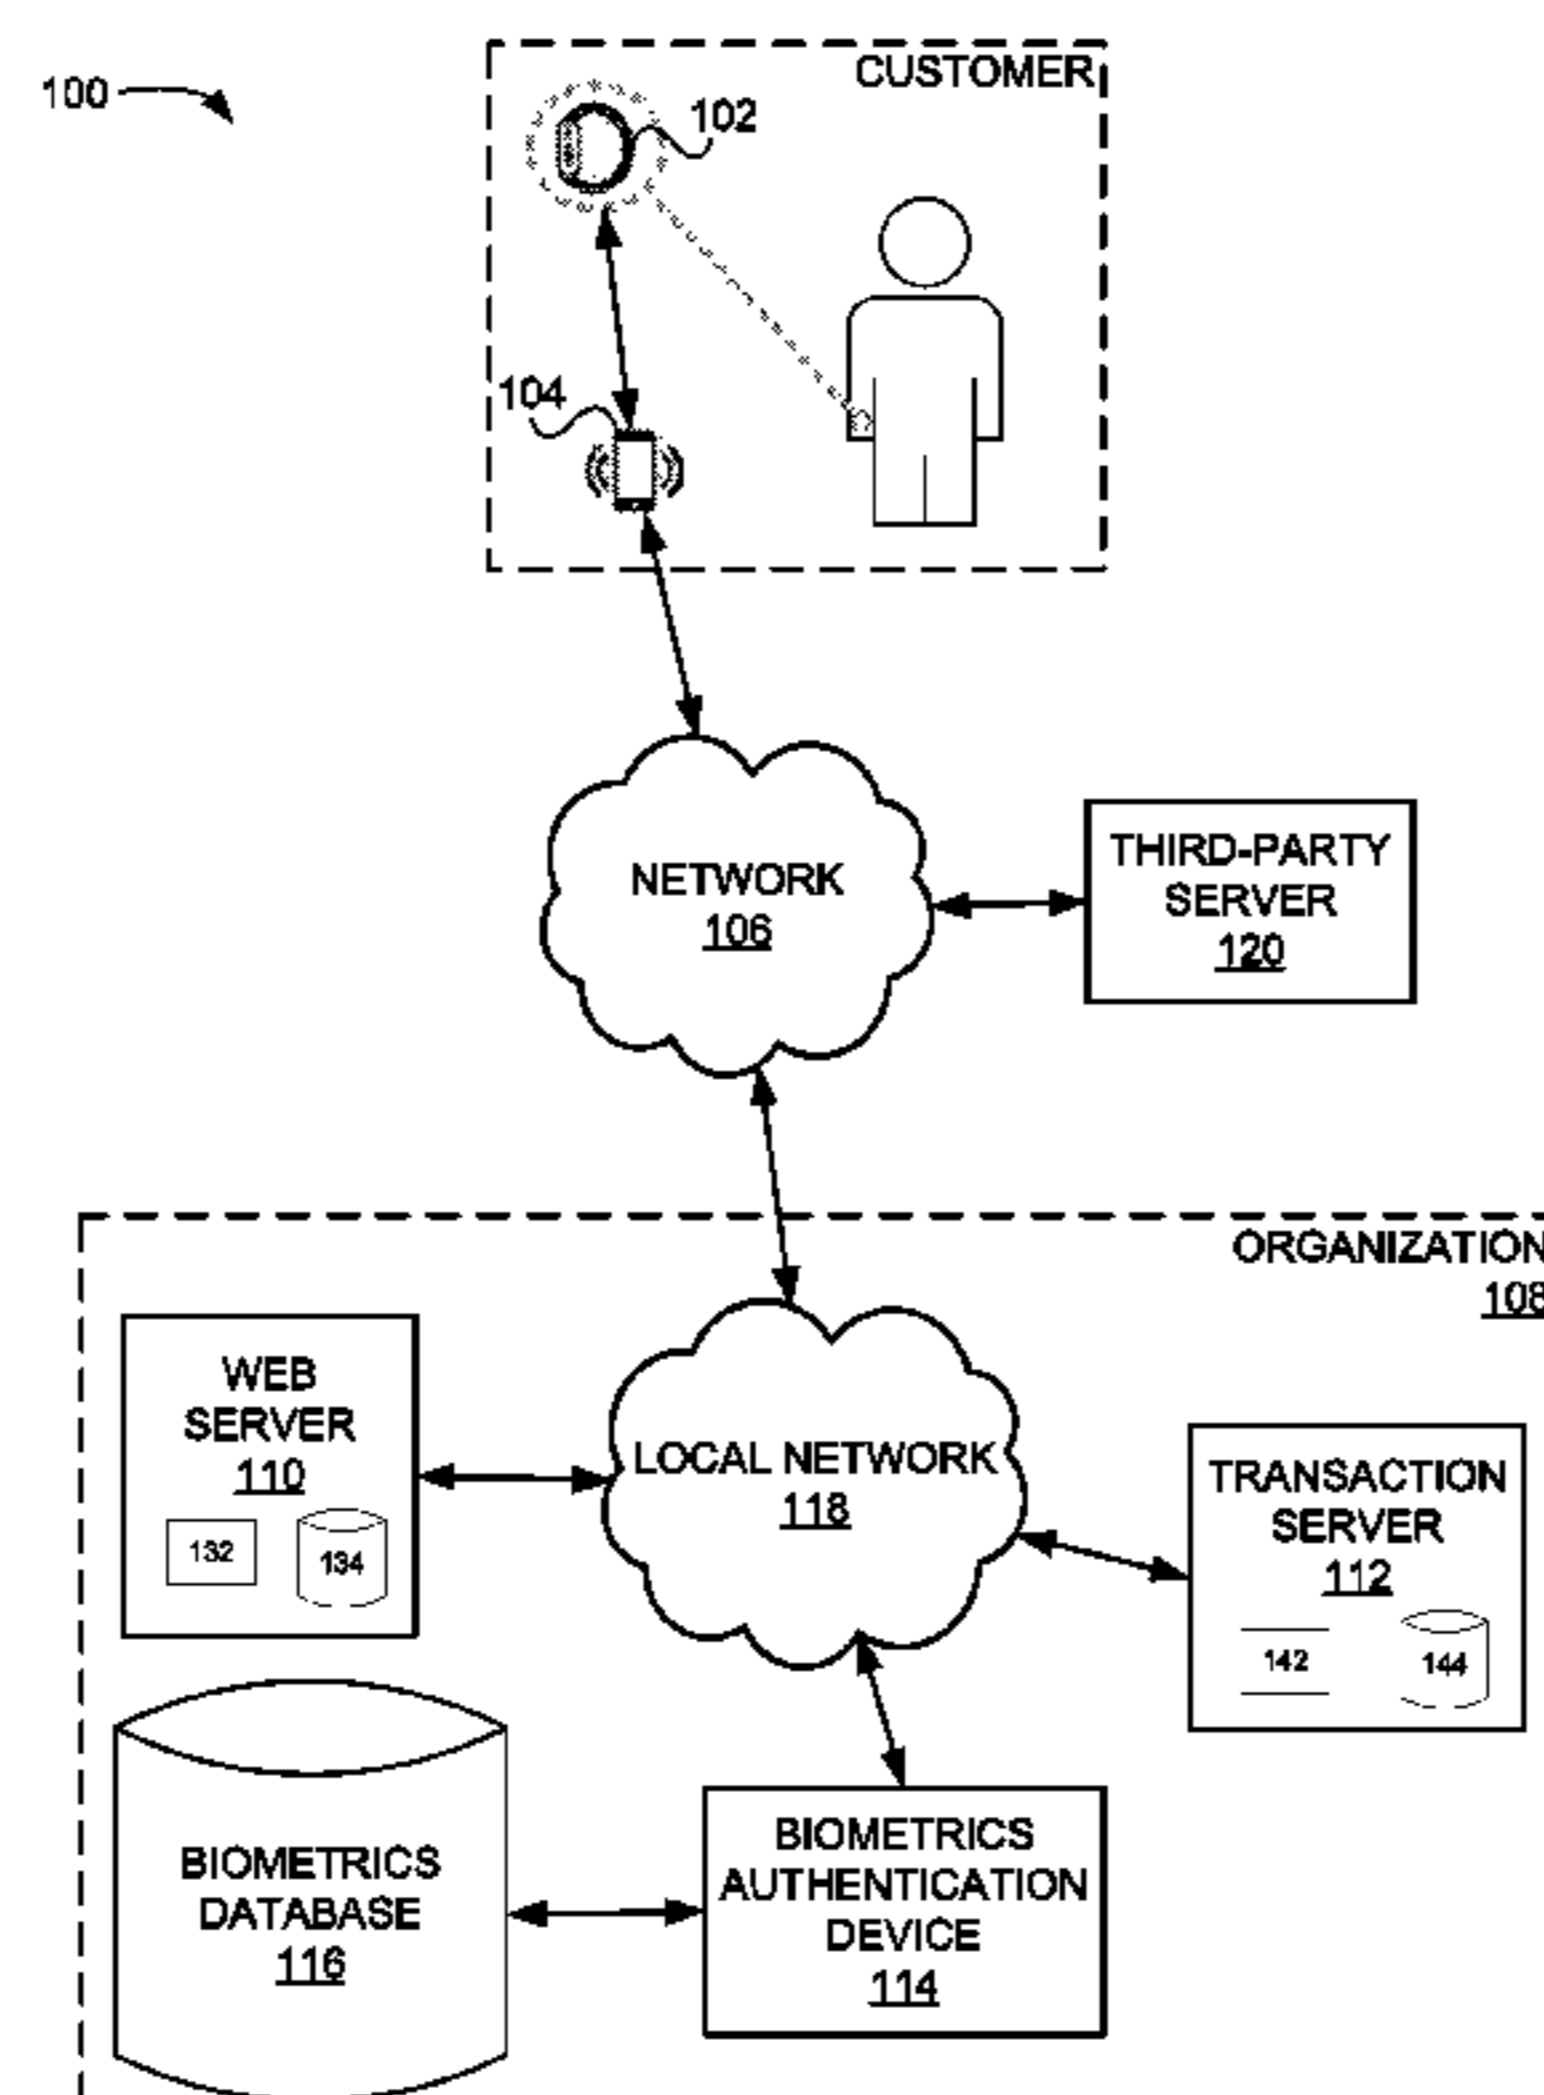 100
CUSTOMER
102
104
NETWORK
106
THIRD-PARTY
SERVER
120
ORGANIZATION
108
WEB
SERVER
110
132
134
LOCAL NETWORK
118
TRANSACTION
SERVER
112
142
144
BIOMETRICS
DATABASE
116
BIOMETRICS
AUTHENTICATION
DEVICE
114